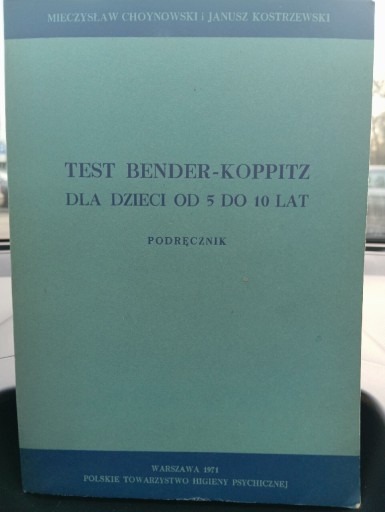 MIECZYSŁAW CHOYNOWSKI i JANUSZ KOSTRZEWSKI
TEST BENDER-KOPPITZ
DLA DZIECI OD 5 DO 10 LAT
PODRĘCZNIK
WARSZAWA 1971
POLSKIE TOWARZYSTWO HIGIENY PSYCHICZNEJ